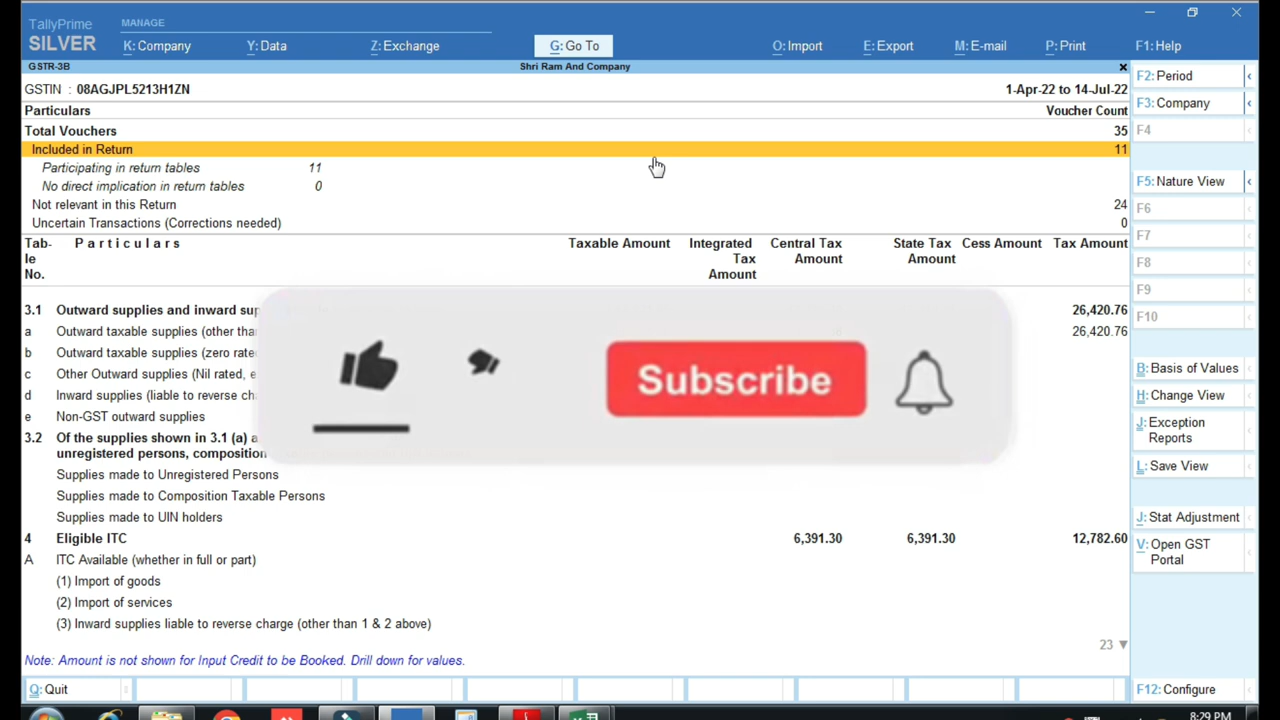 TallyPrime
MANAGE
SILVER
K: Company
Y: Data
Z: Exchange
G: Go To
O: Import
E: Export
M: E-mail
P: Print
F1: Help
GSTR-3B
Shri Ram And Company
GSTIN : 08AGJPL5213H1ZN
1-Apr-22 to 14-Jul-22
Particulars
Voucher Count
Total Vouchers 35
Included in Return 11
Participating in return tables 11
No direct implication in return tables 0
Not relevant in this Return 24
Uncertain Transactions (Corrections needed) 0
Tab-
le
No.
Particulars
Taxable Amount
Integrated
Tax
Amount
Central Tax
Amount
State Tax
Amount
Cess Amount
Tax Amount
3.1 Outward supplies and inward sup 26,420.76
a Outward taxable supplies (other tha 26,420.76
b Outward taxable supplies (zero rate
c Other Outward supplies (Nil rated, e
d Inward supplies (liable to reverse ch
e Non-GST outward supplies
3.2 Of the supplies shown in 3.1 (a) a
unregistered persons, composition
Supplies made to Unregistered Persons
Supplies made to Composition Taxable Persons
Supplies made to UIN holders
4 Eligible ITC 6,391.30 6,391.30 12,782.60
A ITC Available (whether in full or part)
(1) Import of goods
(2) Import of services
(3) Inward supplies liable to reverse charge (other than 1 & 2 above)
23
Note: Amount is not shown for Input Credit to be Booked. Drill down for values.
Subscribe
Q: Quit
F2: Period
F3: Company
F4
F5: Nature View
F6
F7
F8
F9
F10
B: Basis of Values
H: Change View
J: Exception
Reports
L: Save View
J: Stat Adjustment
V: Open GST
Portal
F12: Configure
8:29 PM